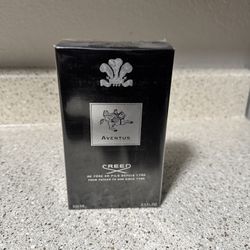 AVENTUS
CREED
DE PERE EN FILS DEPUIS 1760
FROM FATHER TO SON SINCE 1760